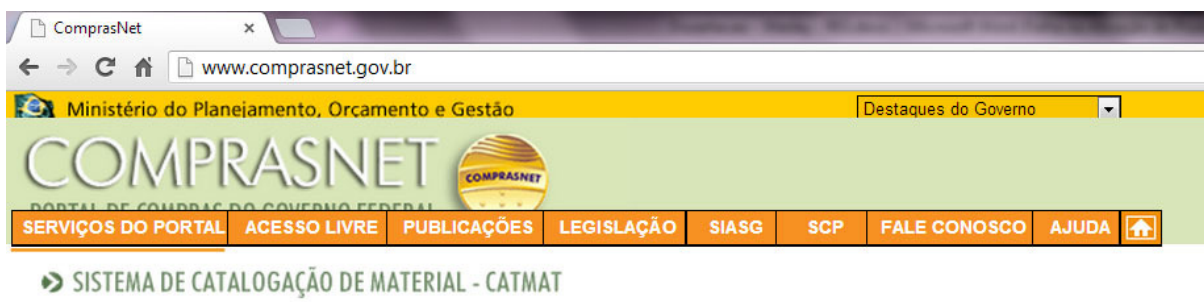 ComprasNet
www.comprasnet.gov.br
Ministério do Planejamento, Orçamento e Gestão
Destaques do Governo
COMPRASNET
COMPRASNET
PORTAL DE COMPRAS DO GOVERNO FEDERAL
SERVIÇOS DO PORTAL ACESSO LIVRE PUBLICAÇÕES LEGISLAÇÃO SIASG SCP FALE CONOSCO AJUDA
SISTEMA DE CATALOGAÇÃO DE MATERIAL - CATMAT